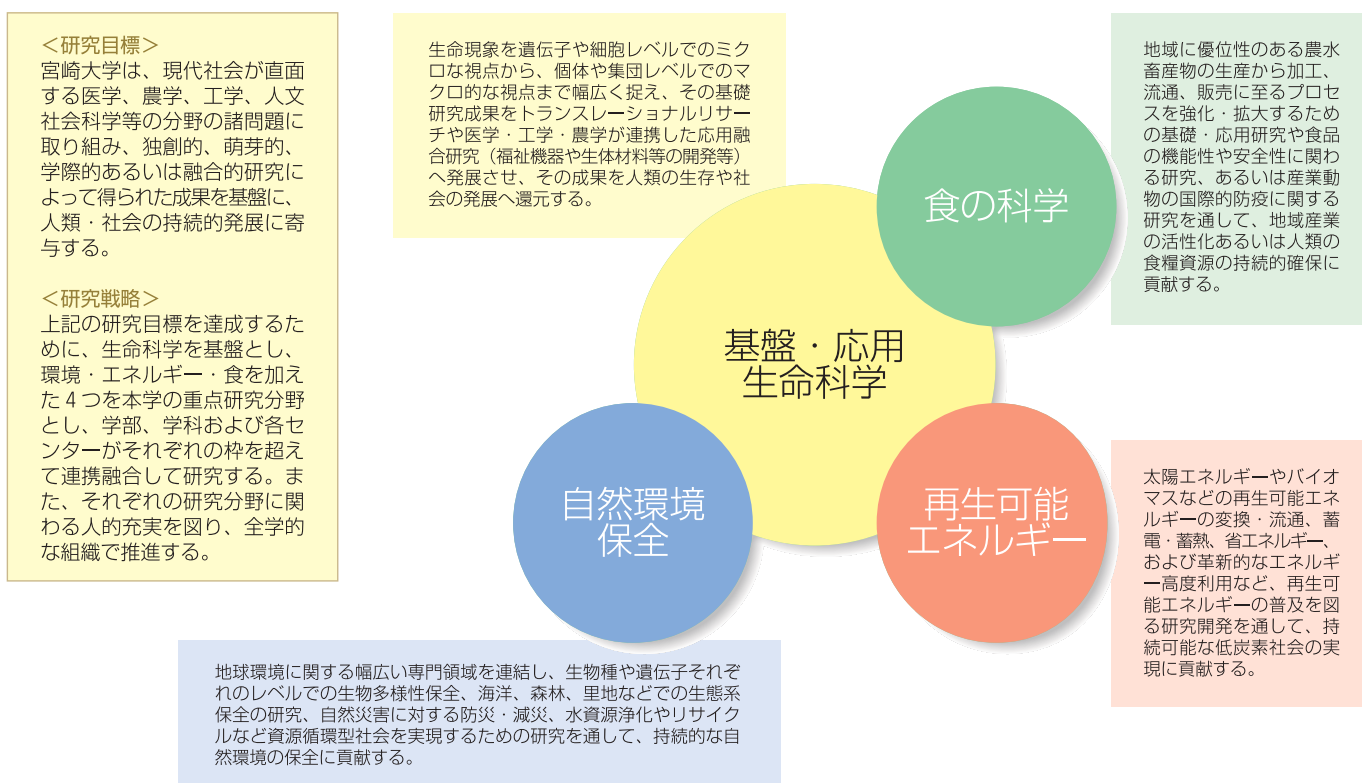 ＜研究目標＞
宮崎大学は、現代社会が直面
する医学、農学、工学、人文
社会科学等の分野の諸問題に
取り組み、独創的、萌芽的、
学際的あるいは融合的研究に
よって得られた成果を基盤に、
人類・社会の持続的発展に寄
与する。
＜研究戦略＞
上記の研究目標を達成するた
めに、生命科学を基盤とし、
環境・エネルギー・食を加え
た４つを本学の重点研究分野
とし、学部、学科および各セ
ンターがそれぞれの枠を超え
て連携融合して研究する。ま
た、それぞれの研究分野に関
わる人的充実を図り、全学的
な組織で推進する。
生命現象を遺伝子や細胞レベルでのミク
ロな視点から、個体や集団レベルでのマ
クロ的な視点まで幅広く捉え、その基礎
研究成果をトランスレーショナルリサー
チや医学・工学・農学が連携した応用融
合研究（福祉機器や生体材料等の開発等）
へ発展させ、その成果を人類の生存や社
会の発展へ還元する。
食の科学
地域に優位性のある農水
畜産物の生産から加工、
流通、販売に至るプロセ
スを強化・拡大するため
の基礎・応用研究や食品
の機能性や安全性に関わ
る研究、あるいは産業動
物の国際的防疫に関する
研究を通して、地域産業
の活性化あるいは人類の
食糧資源の持続的確保に
貢献する。
基盤・応用
生命科学
自然環境
保全
再生可能
エネルギー
太陽エネルギーやバイオ
マスなどの再生可能エネ
ルギーの変換・流通、蓄
電・蓄熱、省エネルギー、
および革新的なエネルギ
ー高度利用など、再生可
能エネルギーの普及を図
る研究開発を通して、持
続可能な低炭素社会の実
現に貢献する。
地球環境に関する幅広い専門領域を連結し、生物種や遺伝子それぞ
れのレベルでの生物多様性保全、海洋、森林、里地などでの生態系
保全の研究、自然災害に対する防災・減災、水資源浄化やリサイク
ルなど資源循環型社会を実現するための研究を通して、持続的な自
然環境の保全に貢献する。